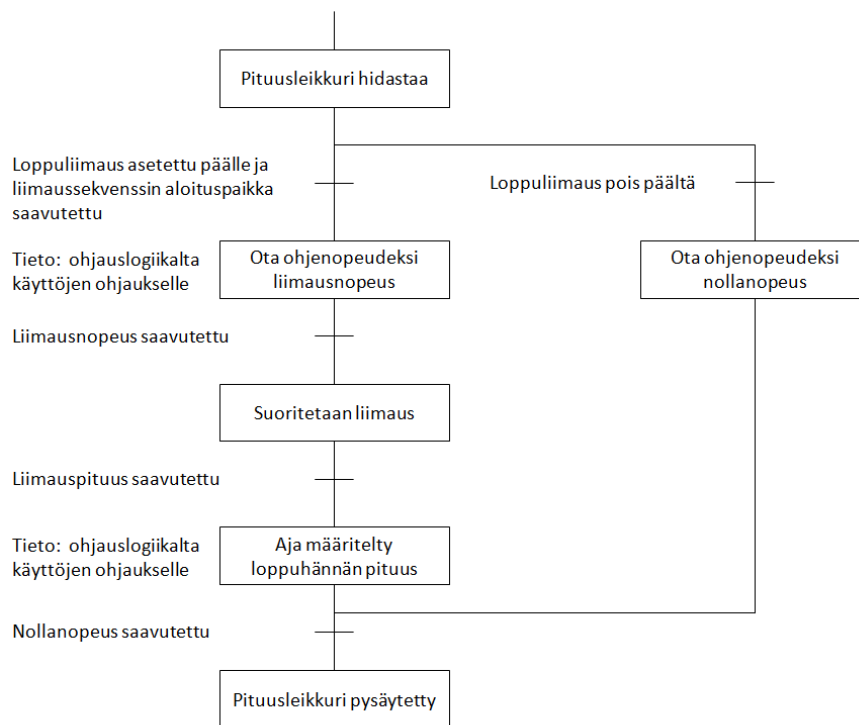 Pituusleikkuri hidastaa
Loppuliimaus asetettu päälle ja
liimaussekvenssin aloituspaikka
saavutettu
Loppuliimaus pois päältä
Tieto: ohjauslogiikalta
käyttöjen ohjaukselle
Ota ohjenopeudeksi
liimausnopeus
Ota ohjenopeudeksi
nollanopeus
Liimausnopeus saavutettu
Suoritetaan liimaus
Liimauspituus saavutettu
Tieto: ohjauslogiikalta
käyttöjen ohjaukselle
Aja määritelty
loppuhännän pituus
Nollanopeus saavutettu
Pituusleikkuri pysäytetty